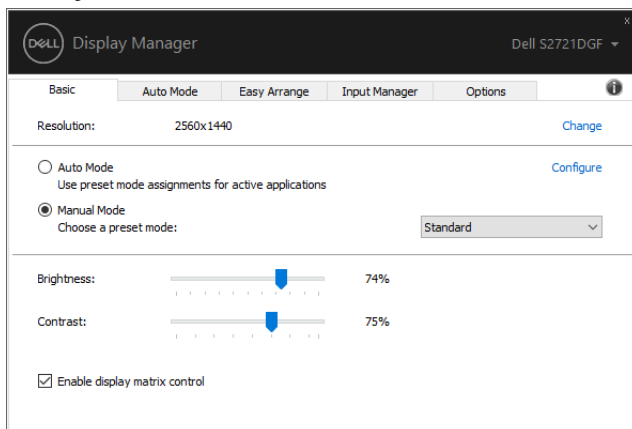 DELL Display Manager
Dell S2721DGF
Basic
Auto Mode
Easy Arrange
Input Manager
Options
Resolution: 2560x1440 Change
Auto Mode Configure
Use preset mode assignments for active applications
Manual Mode
Choose a preset mode: Standard
Brightness: 74%
Contrast: 75%
Enable display matrix control